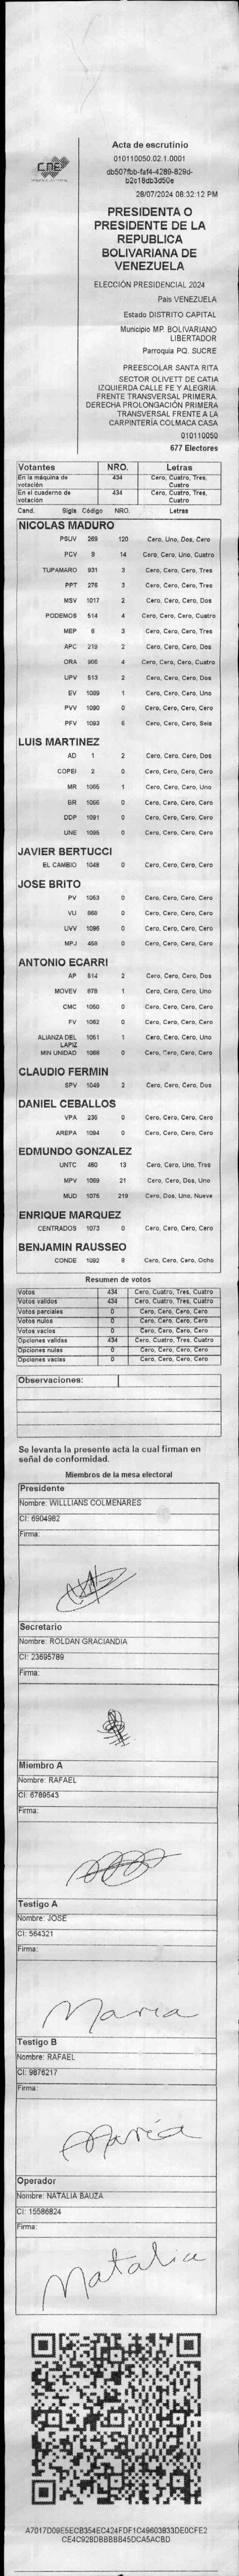 CNE
Acta de escrutinio
010110050.02.1.0001
db507fbb-faf4-4289-829d-
b2c18db3d50e
28/07/2024 08:32:12 PM
PRESIDENTA O
PRESIDENTE DE LA
REPUBLICA
BOLIVARIANA DE
VENEZUELA
ELECCIÓN PRESIDENCIAL 2024
Pais VENEZUELA
Estado DISTRITO CAPITAL
Municipio MP. BOLIVARIANO
LIBERTADOR
Parroquia PQ. SUCRE
PREESCOLAR SANTA RITA
SECTOR OLIVETT DE CATIA
IZQUIERDA CALLE FE Y ALEGRIA.
FRENTE TRANSVERSAL PRIMERA.
DERECHA PROLONGACIÓN PRIMERA
TRANSVERSAL FRENTE A LA
CARPINTERÍA COLMACA CASA
010110050
677 Electores
Votantes NRO. Letras
En la máquina de votación 434 Cero, Cuatro, Tres, Cuatro
En el cuaderno de votación 434 Cero, Cuatro, Tres, Cuatro
Cand. Sigla Código NRO. Letras
NICOLAS MADURO
PSUV 269 120 Cero, Uno, Dos, Cero
PCV 9 14 Cero, Cero, Uno, Cuatro
TUPAMARO 931 3 Cero, Cero, Cero, Tres
PPT 276 3 Cero, Cero, Cero, Tres
MSV 1017 2 Cero, Cero, Cero, Dos
PODEMOS 514 4 Cero, Cero, Cero, Cuatro
MEP 6 3 Cero, Cero, Cero, Tres
APC 219 2 Cero, Cero, Cero, Dos
ORA 906 4 Cero, Cero, Cero, Cuatro
UPV 513 2 Cero, Cero, Cero, Dos
EV 1089 1 Cero, Cero, Cero, Uno
PVV 1090 0 Cero, Cero, Cero, Cero
PFV 1093 6 Cero, Cero, Cero, Seis
LUIS MARTINEZ
AD 1 2 Cero, Cero, Cero, Dos
COPEI 2 0 Cero, Cero, Cero, Cero
MR 1065 1 Cero, Cero, Cero, Uno
BR 1066 0 Cero, Cero, Cero, Cero
DDP 1091 0 Cero, Cero, Cero, Cero
UNE 1095 0 Cero, Cero, Cero, Cero
JAVIER BERTUCCI
EL CAMBIO 1048 0 Cero, Cero, Cero, Cero
JOSE BRITO
PV 1053 0 Cero, Cero, Cero, Cero
VU 868 0 Cero, Cero, Cero, Cero
UVV 1096 0 Cero, Cero, Cero, Cero
MPJ 458 0 Cero, Cero, Cero, Cero
ANTONIO ECARRI
AP 814 2 Cero, Cero, Cero, Dos
MOVEV 878 1 Cero, Cero, Cero, Uno
CMC 1050 0 Cero, Cero, Cero, Cero
FV 1062 0 Cero, Cero, Cero, Cero
ALIANZA DEL LAPIZ 1051 1 Cero, Cero, Cero, Uno
MIN UNIDAD 1068 0 Cero, Cero, Cero, Cero
CLAUDIO FERMIN
SPV 1049 2 Cero, Cero, Cero, Dos
DANIEL CEBALLOS
VPA 236 0 Cero, Cero, Cero, Cero
AREPA 1094 0 Cero, Cero, Cero, Cero
EDMUNDO GONZALEZ
UNTC 460 13 Cero, Cero, Uno, Tres
MPV 1069 21 Cero, Cero, Dos, Uno
MUD 1075 219 Cero, Dos, Uno, Nueve
ENRIQUE MARQUEZ
CENTRADOS 1073 0 Cero, Cero, Cero, Cero
BENJAMIN RAUSSEO
CONDE 1092 8 Cero, Cero, Cero, Ocho
Resumen de votos
Votos 434 Cero, Cuatro, Tres, Cuatro
Votos validos 434 Cero, Cuatro, Tres, Cuatro
Votos parciales 0 Cero, Cero, Cero, Cero
Votos nulos 0 Cero, Cero, Cero, Cero
Votos vacios 0 Cero, Cero, Cero, Cero
Opciones validas 434 Cero, Cuatro, Tres, Cuatro
Opciones nulas 0 Cero, Cero, Cero, Cero
Opciones vacias 0 Cero, Cero, Cero, Cero
Observaciones:
Se levanta la presente acta la cual firman en
señal de conformidad.
Miembros de la mesa electoral
Presidente
Nombre: WILLLIANS COLMENARES
CI: 6904982
Firma:
Secretario
Nombre: ROLDAN GRACIANDIA
CI: 23695789
Firma:
Miembro A
Nombre: RAFAEL
CI: 6789543
Firma:
Testigo A
Nombre: JOSE
CI: 564321
Firma:
Maria
Testigo B
Nombre: RAFAEL
CI: 9876217
Firma:
María
Operador
Nombre: NATALIA BAUZA
CI: 15586824
Firma:
Natalia
A7017D09E5ECB354EC424FDF1C49603833DE0CFE2
CE4C92BDBBBBB45DCA5ACBD